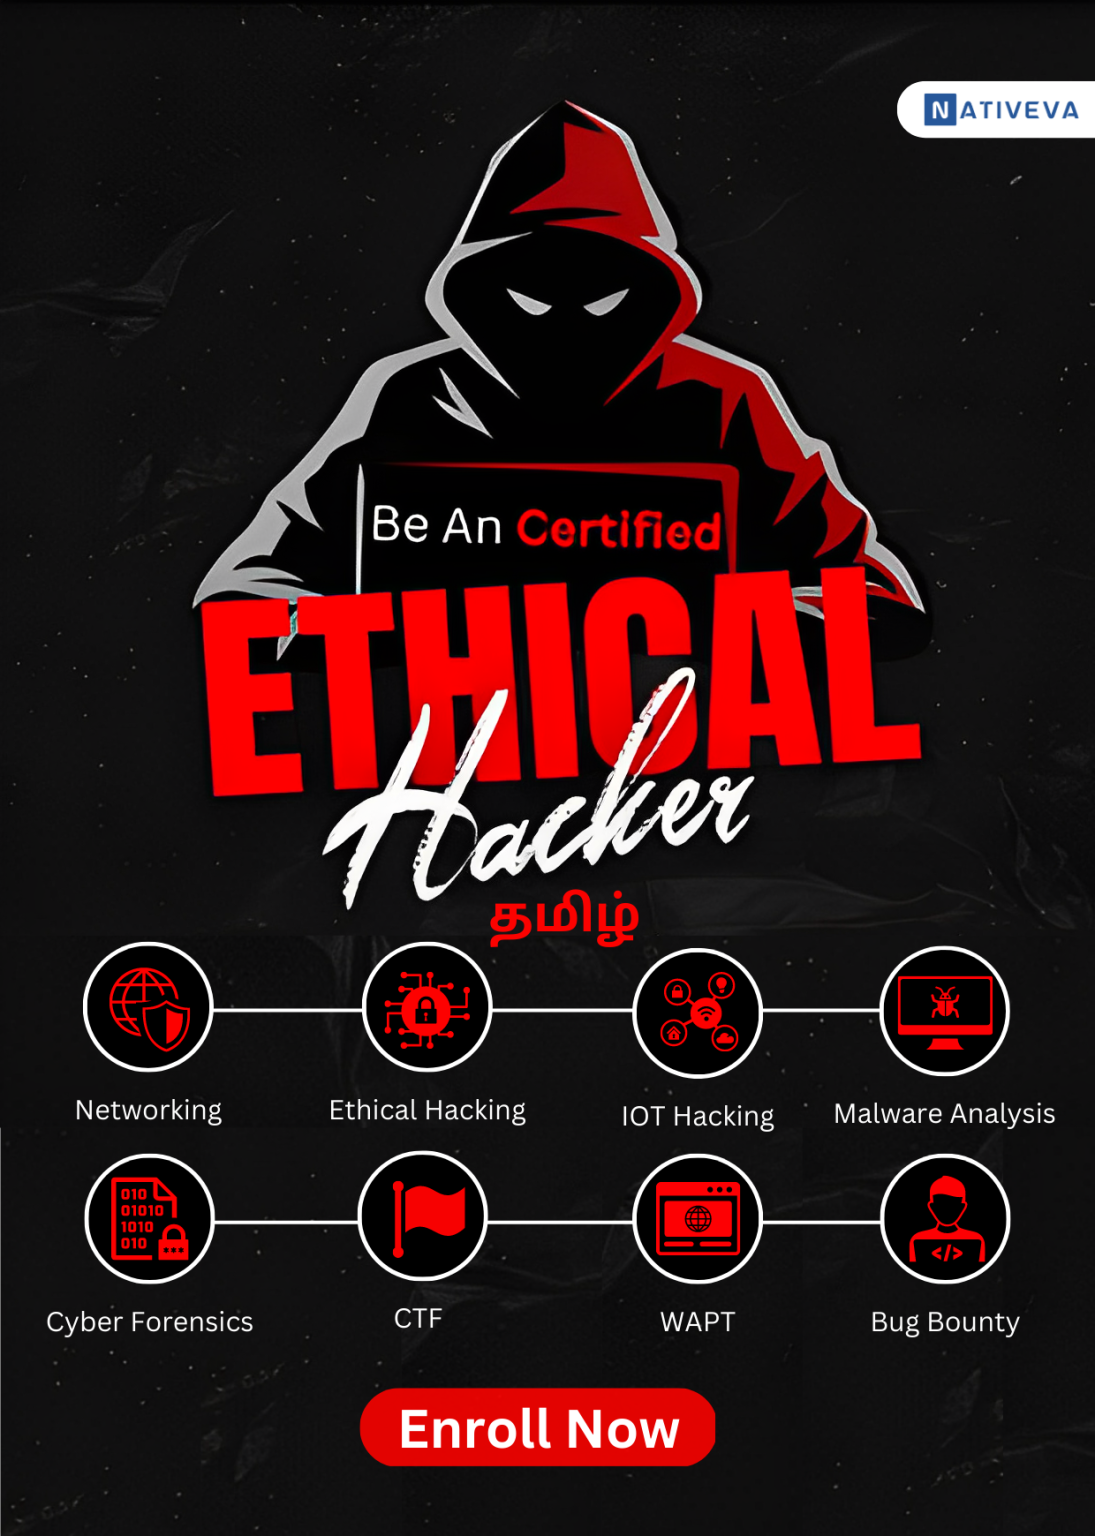 NATIVEVA
Be An Certified
ETHICAL
Hacker
தமிழ்
Networking
Ethical Hacking
IOT Hacking
Malware Analysis
010
01010
1010
010
</>
Cyber Forensics
CTF
WAPT
Bug Bounty
Enroll Now